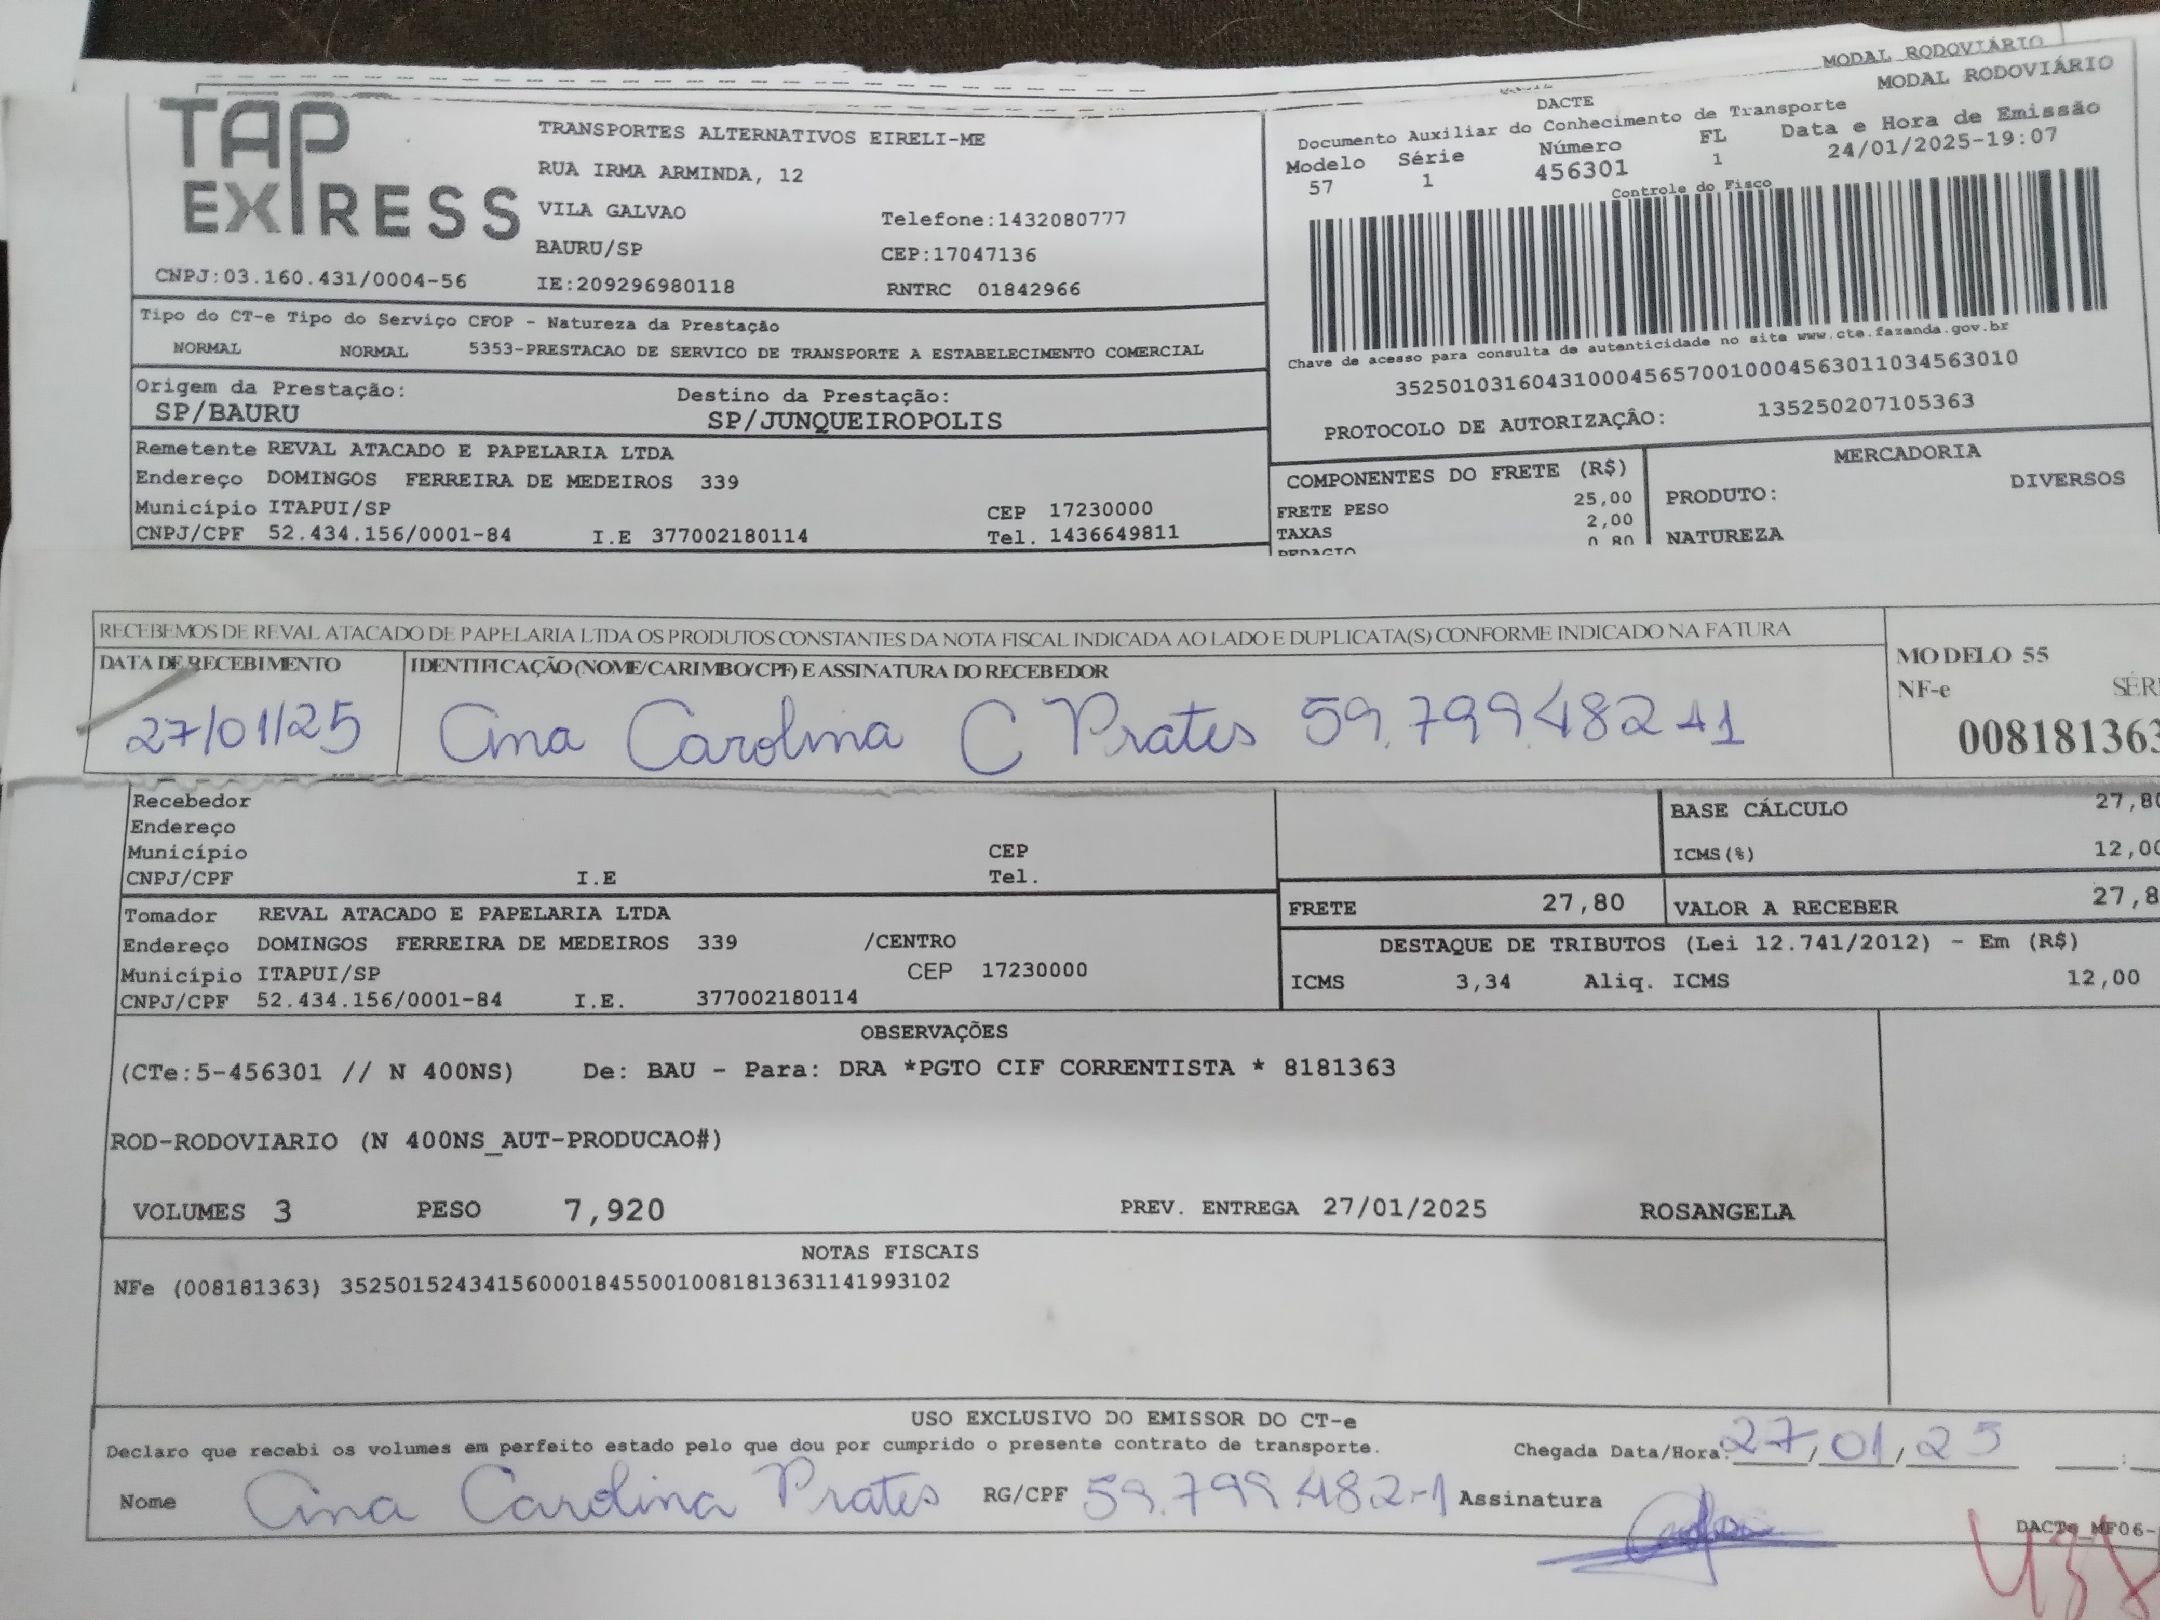 MODAL RODOVIÁRIO
MODAL RODOVIÁRIO
TAP EXPRESS
TRANSPORTES ALTERNATIVOS EIRELI-ME
RUA IRMA ARMINDA, 12
VILA GALVAO Telefone:1432080777
BAURU/SP CEP:17047136
CNPJ:03.160.431/0004-56 IE:209296980118 RNTRC 01842966
DACTE
Documento Auxiliar do Conhecimento de Transporte
Modelo Série Número FL Data e Hora de Emissão
57 1 456301 1 24/01/2025-19:07
Controle do Fisco
Chave de acesso para consulta de autenticidade no site www.cte.fazenda.gov.br
35250103160431000456570010004563011034563010
PROTOCOLO DE AUTORIZAÇÂO: 135250207105363
Tipo do CT-e Tipo do Serviço CFOP - Natureza da Prestação
NORMAL NORMAL 5353-PRESTACAO DE SERVICO DE TRANSPORTE A ESTABELECIMENTO COMERCIAL
Origem da Prestação: Destino da Prestação:
SP/BAURU SP/JUNQUEIROPOLIS
Remetente REVAL ATACADO E PAPELARIA LTDA
Endereço DOMINGOS FERREIRA DE MEDEIROS 339
Município ITAPUI/SP CEP 17230000
CNPJ/CPF 52.434.156/0001-84 I.E 377002180114 Tel. 1436649811
COMPONENTES DO FRETE (R$) MERCADORIA
FRETE PESO 25,00 PRODUTO: DIVERSOS
TAXAS 2,00
0,80 NATUREZA
RECEBEMOS DE REVAL ATACADO DE PAPELARIA LTDA OS PRODUTOS CONSTANTES DA NOTA FISCAL INDICADA AO LADO E DUPLICATA(S) CONFORME INDICADO NA FATURA
DATA DE RECEBIMENTO IDENTIFICAÇÃO (NOME/CARIMBO/CPF) E ASSINATURA DO RECEBEDOR
27/01/25 Ana Carolina C Prates 59.799.482-1
MODELO 55
NF-e SÉRI
008181363
Recebedor
Endereço
Município CEP
CNPJ/CPF I.E Tel.
BASE CÁLCULO 27,80
ICMS(%) 12,00
FRETE 27,80 VALOR A RECEBER 27,8
Tomador REVAL ATACADO E PAPELARIA LTDA
Endereço DOMINGOS FERREIRA DE MEDEIROS 339 /CENTRO
Município ITAPUI/SP CEP 17230000
CNPJ/CPF 52.434.156/0001-84 I.E. 377002180114
DESTAQUE DE TRIBUTOS (Lei 12.741/2012) - Em (R$)
ICMS 3,34 Aliq. ICMS 12,00
OBSERVAÇÕES
(CTe:5-456301 // N 400NS) De: BAU - Para: DRA *PGTO CIF CORRENTISTA * 8181363
ROD-RODOVIARIO (N 400NS_AUT-PRODUCAO#)
VOLUMES 3 PESO 7,920 PREV. ENTREGA 27/01/2025 ROSANGELA
NOTAS FISCAIS
NFe (008181363) 35250152434156000184550010081813631141993102
USO EXCLUSIVO DO EMISSOR DO CT-e
Declaro que recebi os volumes em perfeito estado pelo que dou por cumprido o presente contrato de transporte. Chegada Data/Hora: 27/01/25
Nome Ana Carolina Prates RG/CPF 59.799.482-1 Assinatura
DACTe_MF06-